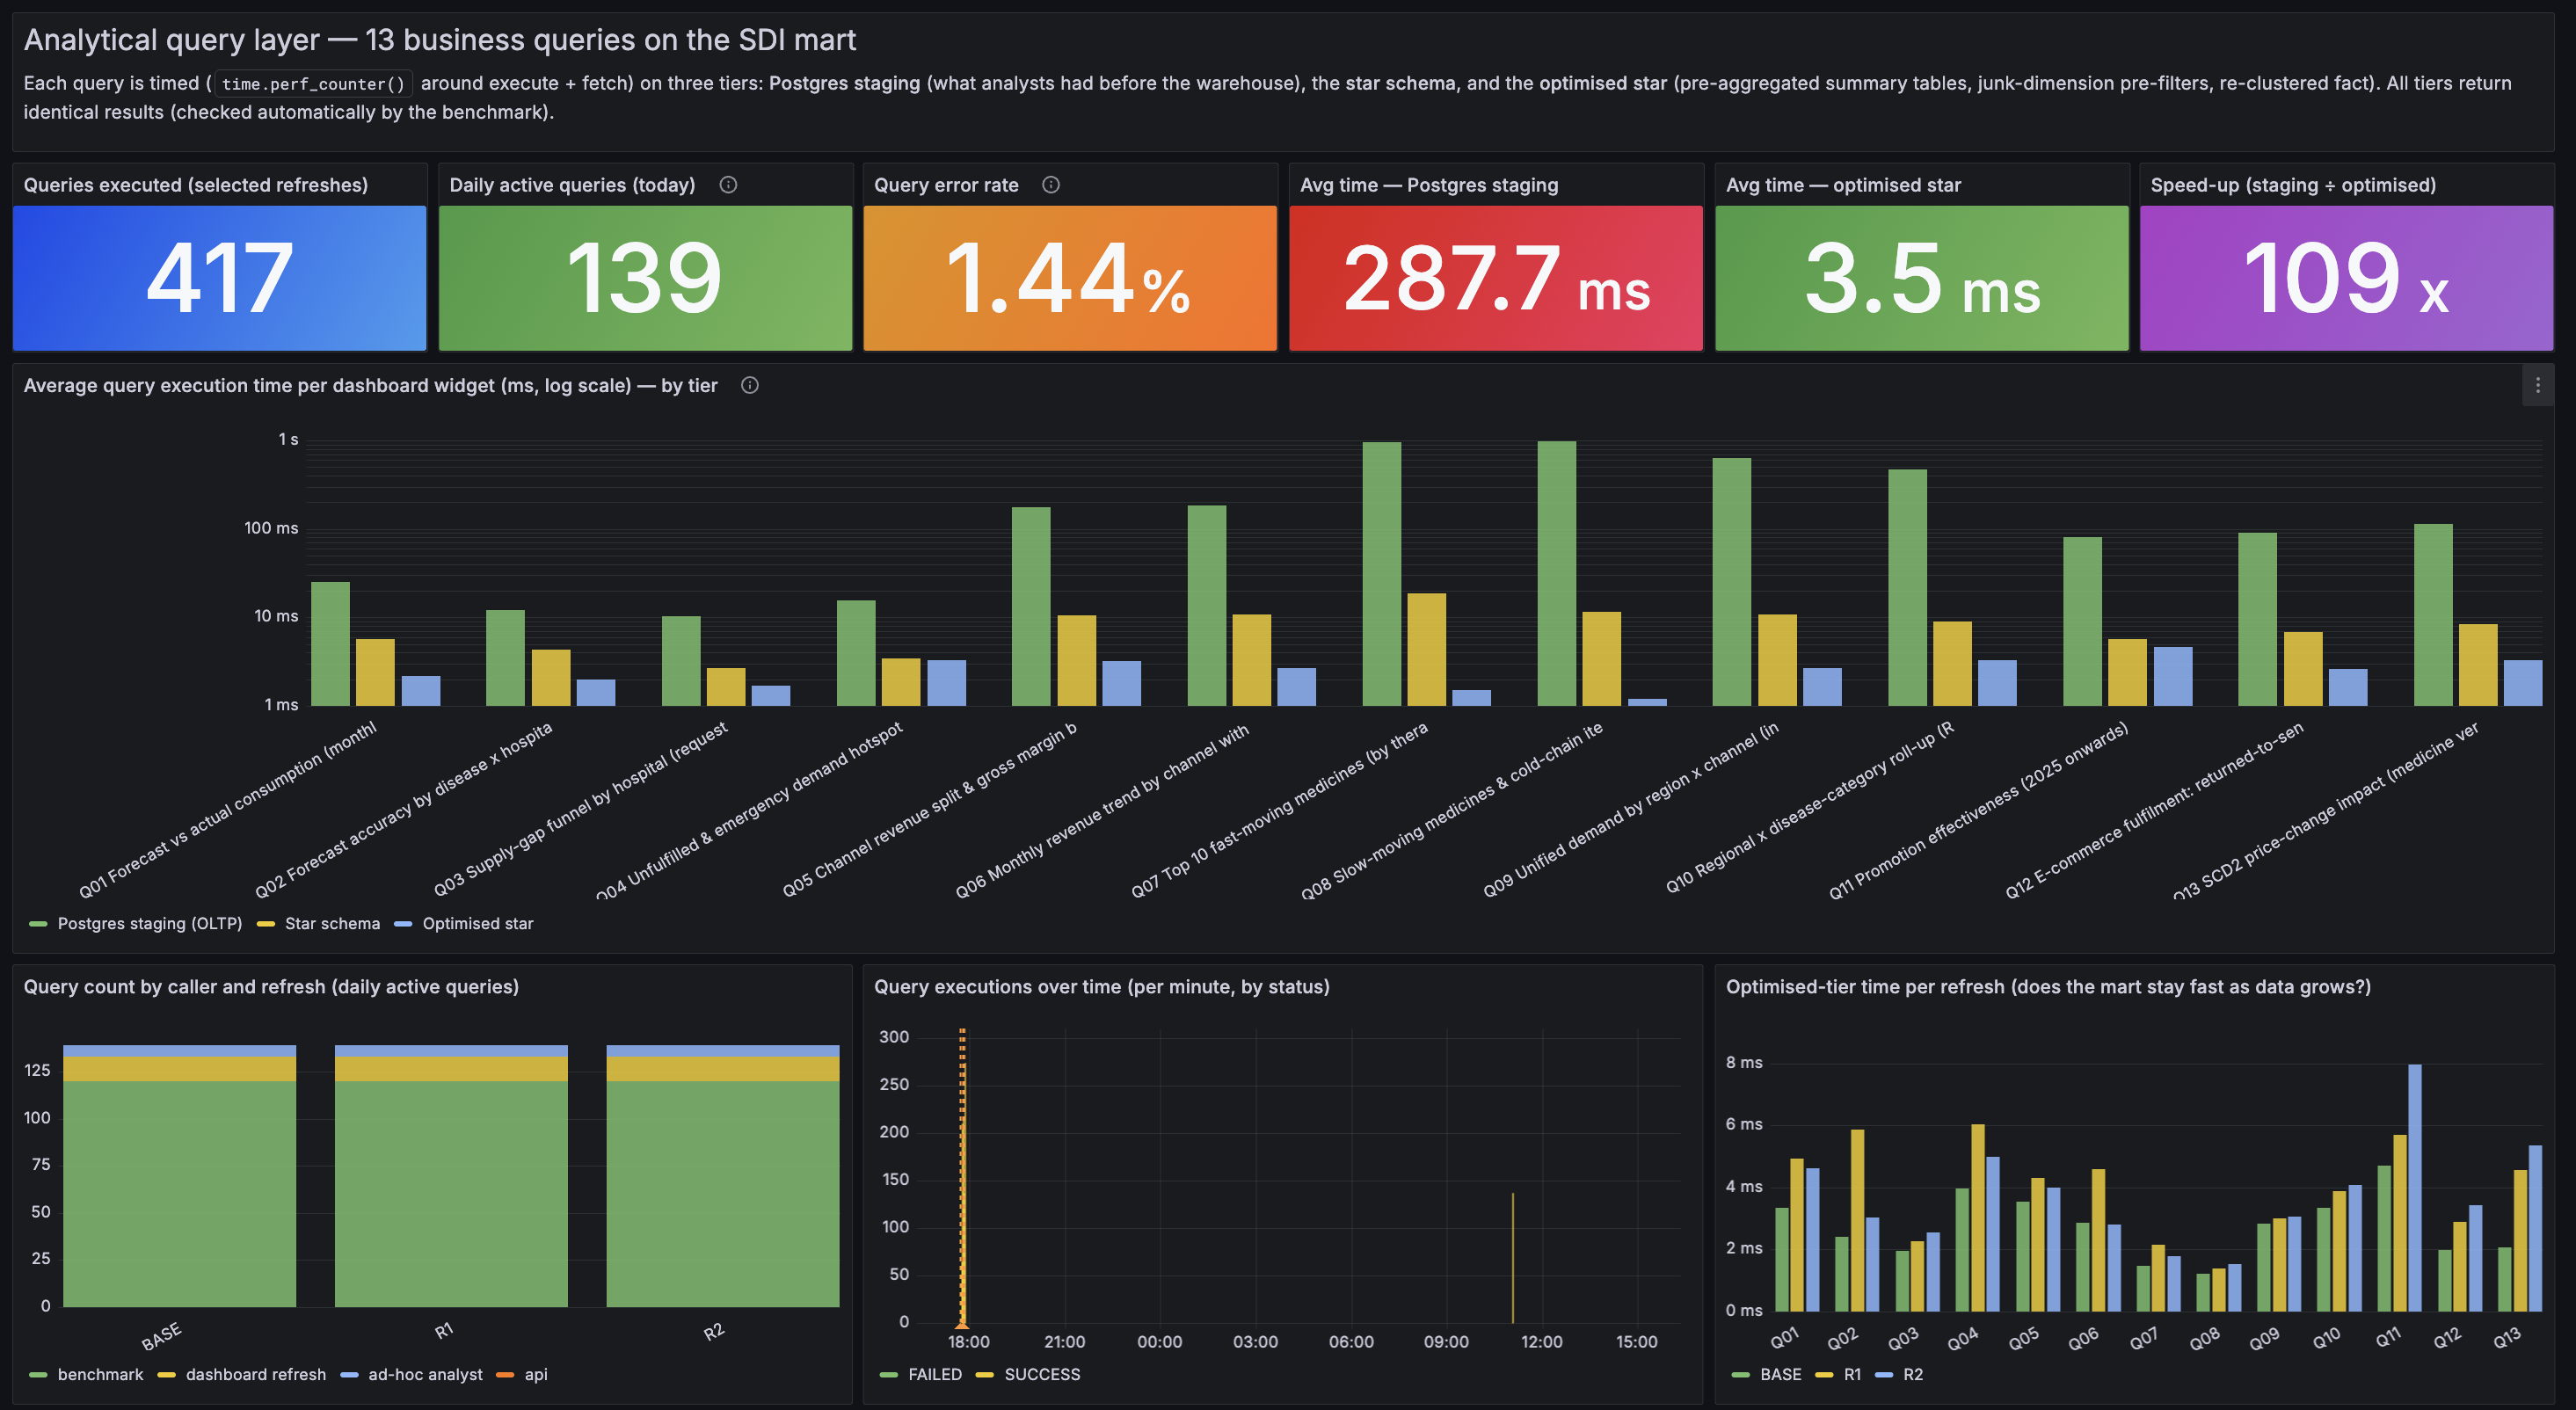 Analytical query layer — 13 business queries on the SDI mart
Each query is timed ( time.perf_counter() around execute + fetch) on three tiers: Postgres staging (what analysts had before the warehouse), the star schema, and the optimised star (pre-aggregated summary tables, junk-dimension pre-filters, re-clustered fact). All tiers return
identical results (checked automatically by the benchmark).
Queries executed (selected refreshes)
417
Daily active queries (today)
139
Query error rate
1.44%
Avg time — Postgres staging
287.7 ms
Avg time — optimised star
3.5 ms
Speed-up (staging ÷ optimised)
109 x
Average query execution time per dashboard widget (ms, log scale) — by tier
1 s
100 ms
10 ms
1 ms
Q01 Forecast vs actual consumption (monthl
Q02 Forecast accuracy by disease x hospita
Q03 Supply-gap funnel by hospital (request
Q04 Unfulfilled & emergency demand hotspot
Q05 Channel revenue split & gross margin b
Q06 Monthly revenue trend by channel with
Q07 Top 10 fast-moving medicines (by thera
Q08 Slow-moving medicines & cold-chain ite
Q09 Unified demand by region x channel (in
Q10 Regional x disease-category roll-up (R
Q11 Promotion effectiveness (2025 onwards)
Q12 E-commerce fulfilment: returned-to-sen
Q13 SCD2 price-change impact (medicine ver
Postgres staging (OLTP) Star schema Optimised star
Query count by caller and refresh (daily active queries)
125
100
75
50
25
0
BASE R1 R2
benchmark dashboard refresh ad-hoc analyst api
Query executions over time (per minute, by status)
300
250
200
150
100
50
0
18:00 21:00 00:00 03:00 06:00 09:00 12:00 15:00
FAILED SUCCESS
Optimised-tier time per refresh (does the mart stay fast as data grows?)
8 ms
6 ms
4 ms
2 ms
0 ms
Q01 Q02 Q03 Q04 Q05 Q06 Q07 Q08 Q09 Q10 Q11 Q12 Q13
BASE R1 R2